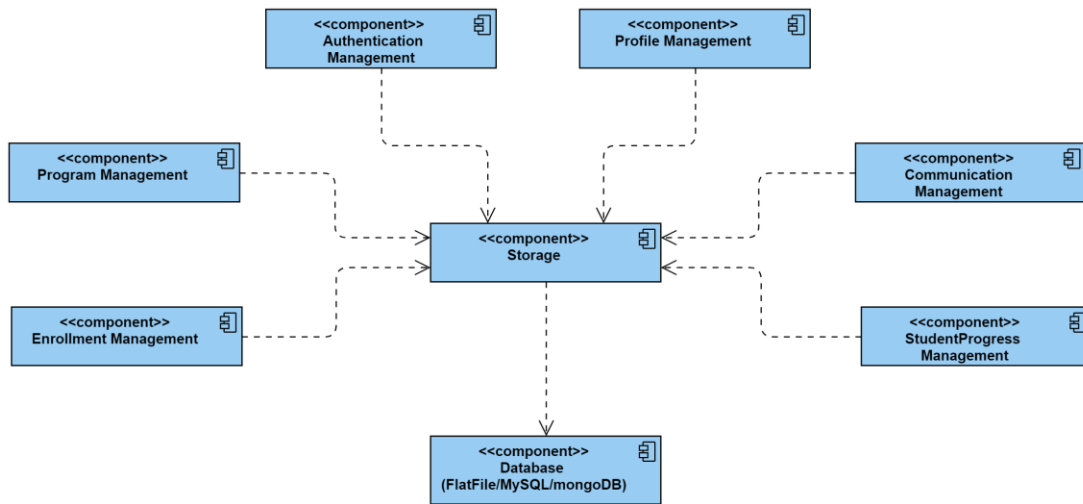 <<component>>
Authentication
Management
<<component>>
Profile Management
<<component>>
Program Management
<<component>>
Communication
Management
<<component>>
Storage
<<component>>
Enrollment Management
<<component>>
StudentProgress
Management
<<component>>
Database
(FlatFile/MySQL/mongoDB)